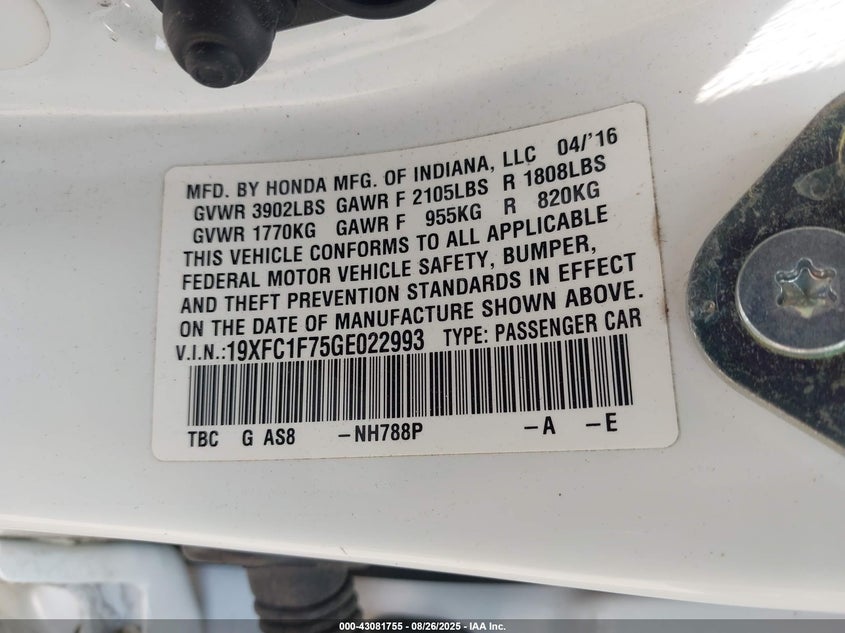 MFD. BY HONDA MFG. OF INDIANA, LLC 04/'16
GVWR 3902LBS GAWR F 2105LBS R 1808LBS
GVWR 1770KG GAWR F 955KG R 820KG
THIS VEHICLE CONFORMS TO ALL APPLICABLE
FEDERAL MOTOR VEHICLE SAFETY, BUMPER,
AND THEFT PREVENTION STANDARDS IN EFFECT
ON THE DATE OF MANUFACTURE SHOWN ABOVE.
V.I.N.:19XFC1F75GE022993 TYPE: PASSENGER CAR
TBC G AS8 –NH788P –A –E
000-43081755 - 08/26/2025 - IAA Inc.